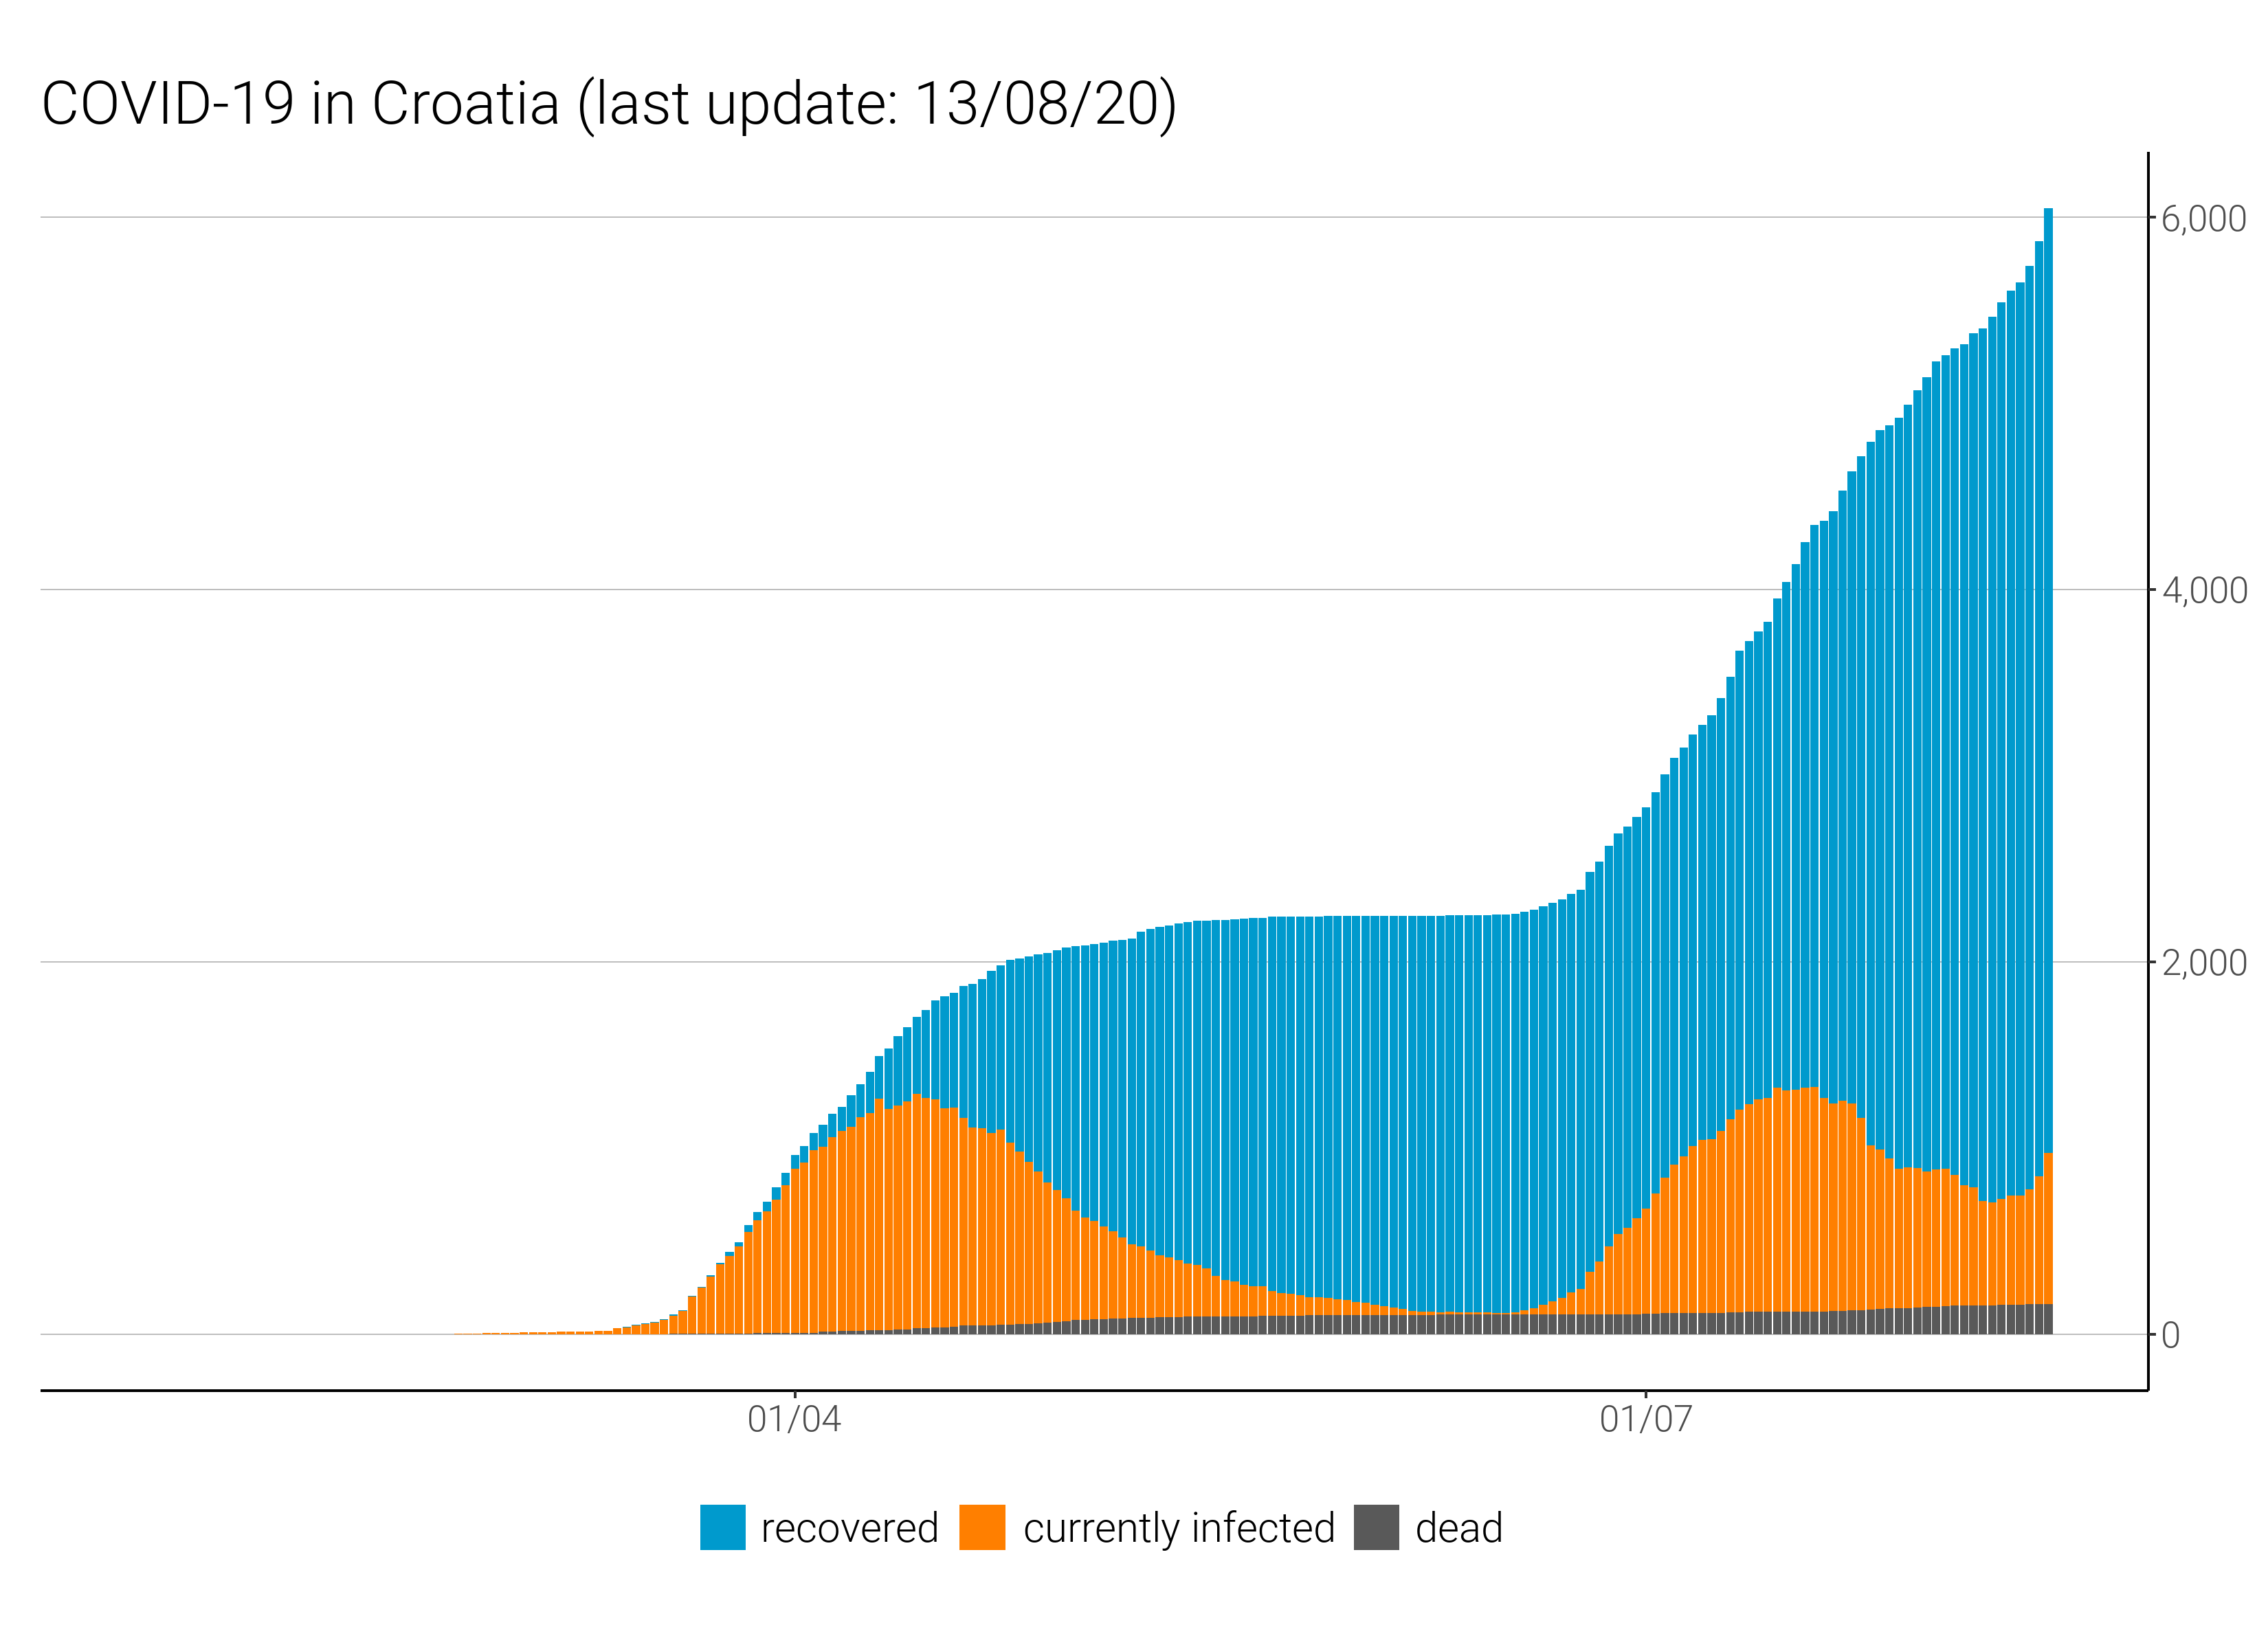 COVID-19 in Croatia (last update: 13/08/20)
6,000
4,000
2,000
0
01/04 01/07
recovered currently infected dead